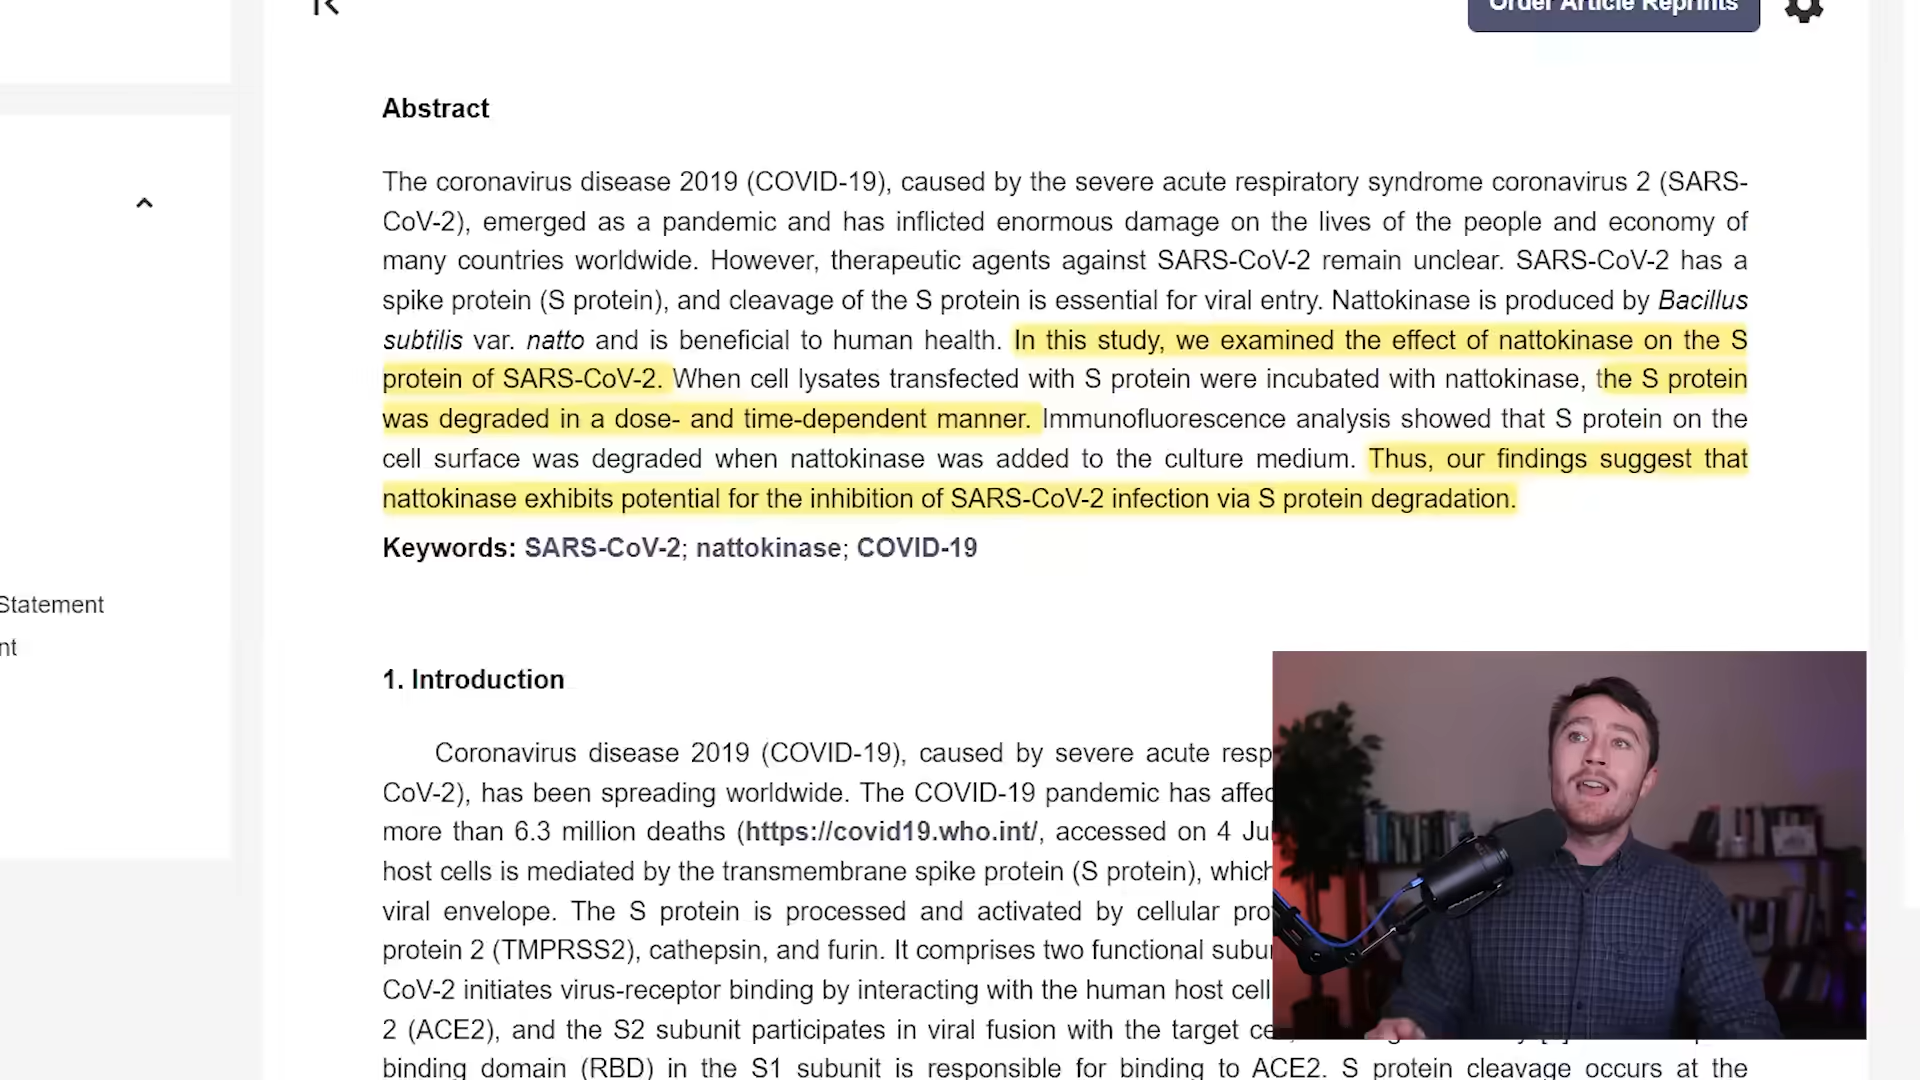 Order Article Reprints
Abstract
The coronavirus disease 2019 (COVID-19), caused by the severe acute respiratory syndrome coronavirus 2 (SARS-
CoV-2), emerged as a pandemic and has inflicted enormous damage on the lives of the people and economy of
many countries worldwide. However, therapeutic agents against SARS-CoV-2 remain unclear. SARS-CoV-2 has a
spike protein (S protein), and cleavage of the S protein is essential for viral entry. Nattokinase is produced by Bacillus
subtilis var. natto and is beneficial to human health. In this study, we examined the effect of nattokinase on the S
protein of SARS-CoV-2. When cell lysates transfected with S protein were incubated with nattokinase, the S protein
was degraded in a dose- and time-dependent manner. Immunofluorescence analysis showed that S protein on the
cell surface was degraded when nattokinase was added to the culture medium. Thus, our findings suggest that
nattokinase exhibits potential for the inhibition of SARS-CoV-2 infection via S protein degradation.
Keywords: SARS-CoV-2; nattokinase; COVID-19
Statement
nt
1. Introduction
Coronavirus disease 2019 (COVID-19), caused by severe acute resp
CoV-2), has been spreading worldwide. The COVID-19 pandemic has affec
more than 6.3 million deaths (https://covid19.who.int/, accessed on 4 Jul
host cells is mediated by the transmembrane spike protein (S protein), which
viral envelope. The S protein is processed and activated by cellular pro
protein 2 (TMPRSS2), cathepsin, and furin. It comprises two functional subu
CoV-2 initiates virus-receptor binding by interacting with the human host cell
2 (ACE2), and the S2 subunit participates in viral fusion with the target ce
binding domain (RBD) in the S1 subunit is responsible for binding to ACE2. S protein cleavage occurs at the